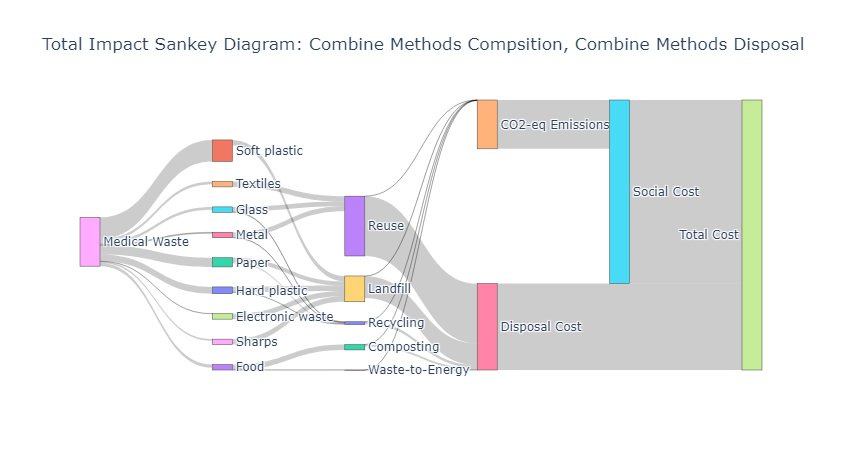 Total Impact Sankey Diagram: Combine Methods Compsition, Combine Methods Disposal
Medical Waste
Soft plastic
Textiles
Glass
Metal
Paper
Hard plastic
Electronic waste
Sharps
Food
Reuse
Landfill
Recycling
Composting
Waste-to-Energy
CO2-eq Emissions
Disposal Cost
Social Cost
Total Cost